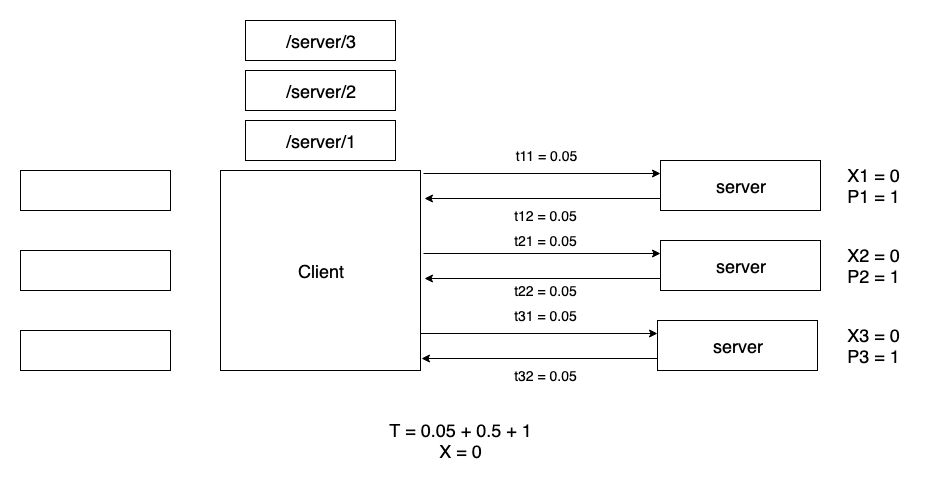 /server/3
/server/2
/server/1
t11 = 0.05
server
X1 = 0
P1 = 1
t12 = 0.05
t21 = 0.05
Client
server
X2 = 0
P2 = 1
t22 = 0.05
t31 = 0.05
server
X3 = 0
P3 = 1
t32 = 0.05
T = 0.05 + 0.5 + 1
X = 0